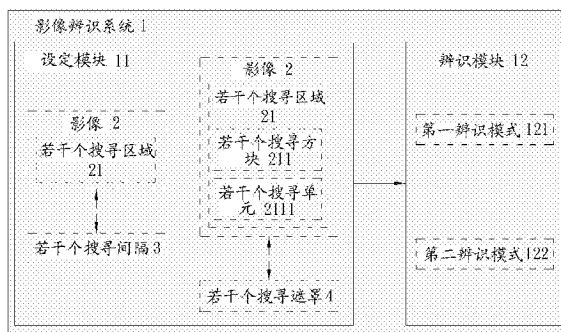 影像辨识系统 1
设定模块 11
影像 2
若干个搜寻区域
21
若干个搜寻间隔 3
影像 2
若干个搜寻区域
21
若干个搜寻方
块 211
若干个搜寻单
元 2111
若干个搜寻遮罩 4
辨识模块 12
第一辨识模式 121
第二辨识模式 122